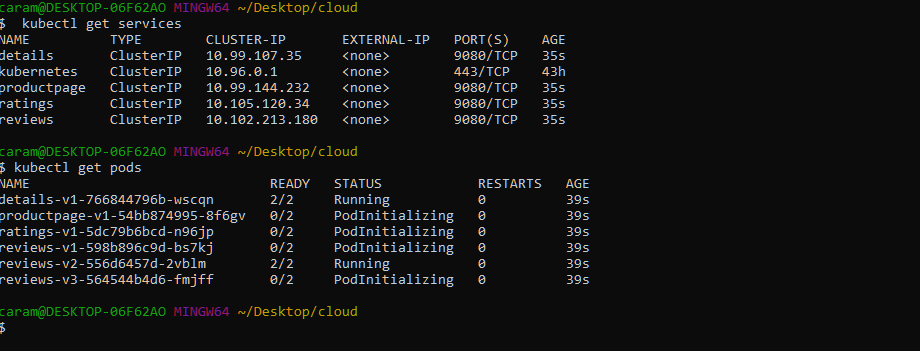 caram@DESKTOP-06F62AO MINGW64 ~/Desktop/cloud
$  kubectl get services
NAME          TYPE        CLUSTER-IP       EXTERNAL-IP   PORT(S)    AGE
details       ClusterIP   10.99.107.35     <none>        9080/TCP   35s
kubernetes    ClusterIP   10.96.0.1        <none>        443/TCP    43h
productpage   ClusterIP   10.99.144.232    <none>        9080/TCP   35s
ratings       ClusterIP   10.105.120.34    <none>        9080/TCP   35s
reviews       ClusterIP   10.102.213.180   <none>        9080/TCP   35s
caram@DESKTOP-06F62AO MINGW64 ~/Desktop/cloud
$ kubectl get pods
NAME                              READY   STATUS            RESTARTS   AGE
details-v1-766844796b-wscqn       2/2     Running           0          39s
productpage-v1-54bb874995-8f6gv   0/2     PodInitializing   0          39s
ratings-v1-5dc79b6bcd-n96jp       0/2     PodInitializing   0          39s
reviews-v1-598b896c9d-bs7kj       0/2     PodInitializing   0          39s
reviews-v2-556d6457d-2vblm        2/2     Running           0          39s
reviews-v3-564544b4d6-fmjff       0/2     PodInitializing   0          39s
caram@DESKTOP-06F62AO MINGW64 ~/Desktop/cloud
$